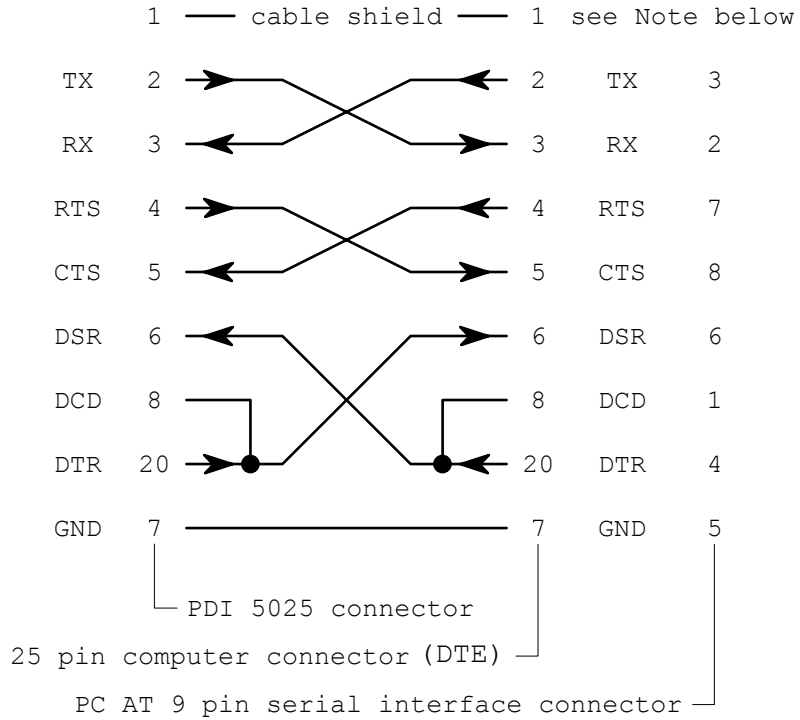 1 cable shield 1 see Note below
TX 2 2 TX 3
RX 3 3 RX 2
RTS 4 4 RTS 7
CTS 5 5 CTS 8
DSR 6 6 DSR 6
DCD 8 8 DCD 1
DTR 20 20 DTR 4
GND 7 7 GND 5
PDI 5025 connector
25 pin computer connector (DTE)
PC AT 9 pin serial interface connector